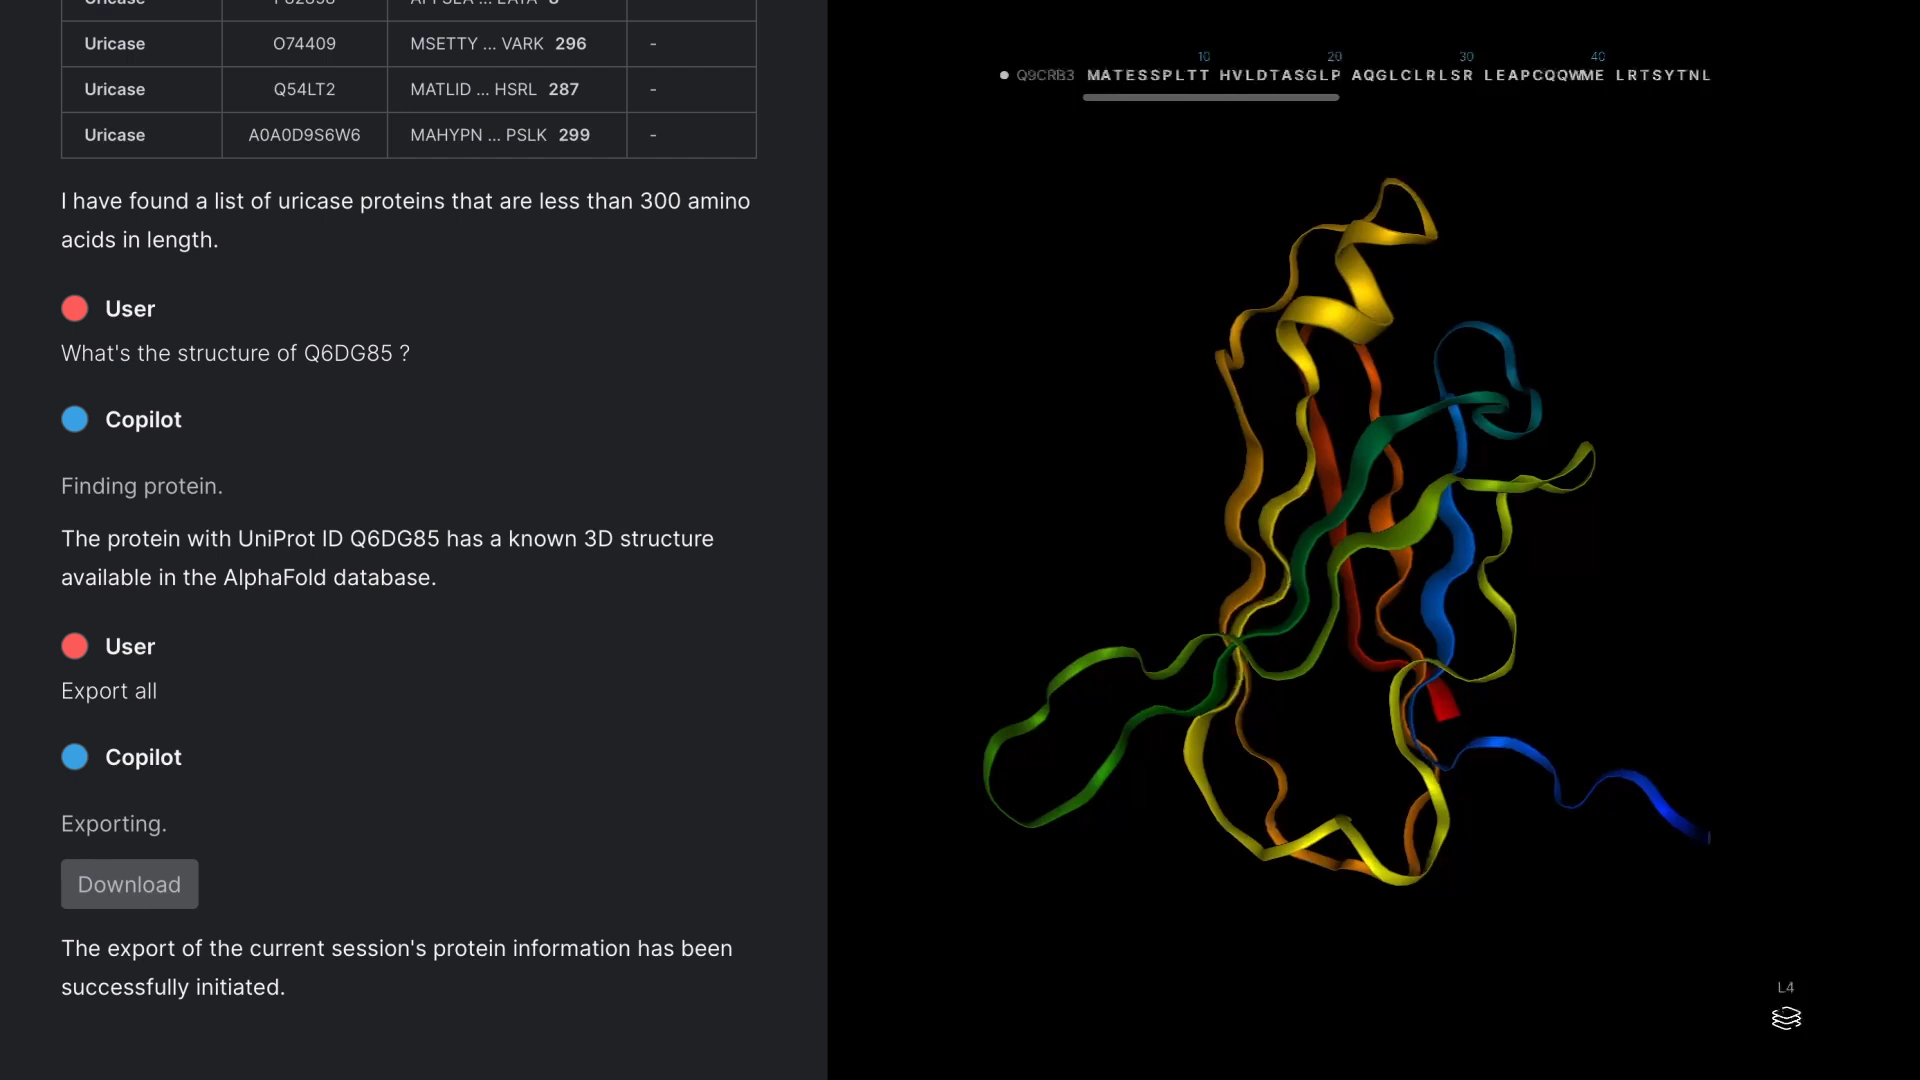 Uricase
Uricase O74409 MSETTY ... VARK 296 -
Uricase Q54LT2 MATLID ... HSRL 287 -
Uricase A0A0D9S6W6 MAHYPN ... PSLK 299 -
I have found a list of uricase proteins that are less than 300 amino
acids in length.
User
What's the structure of Q6DG85 ?
Copilot
Finding protein.
The protein with UniProt ID Q6DG85 has a known 3D structure
available in the AlphaFold database.
User
Export all
Copilot
Exporting.
Download
The export of the current session's protein information has been
successfully initiated.
10 20 30 40
Q9CRB3 MATESSPLTT HVLDTASGLP AQGLCLRLSR LEAPCQQWME LRTSYTNL
L4